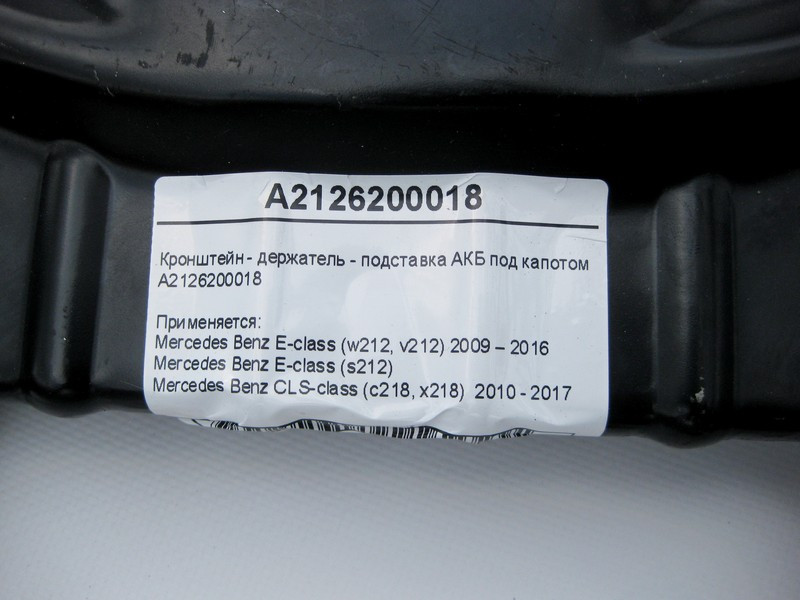 A2126200018
Кронштейн - держатель - подставка АКБ под капотом
A2126200018
Применяется:
Mercedes Benz E-class (w212, v212) 2009 – 2016
Mercedes Benz E-class (s212)
Mercedes Benz CLS-class (c218, x218) 2010 - 2017